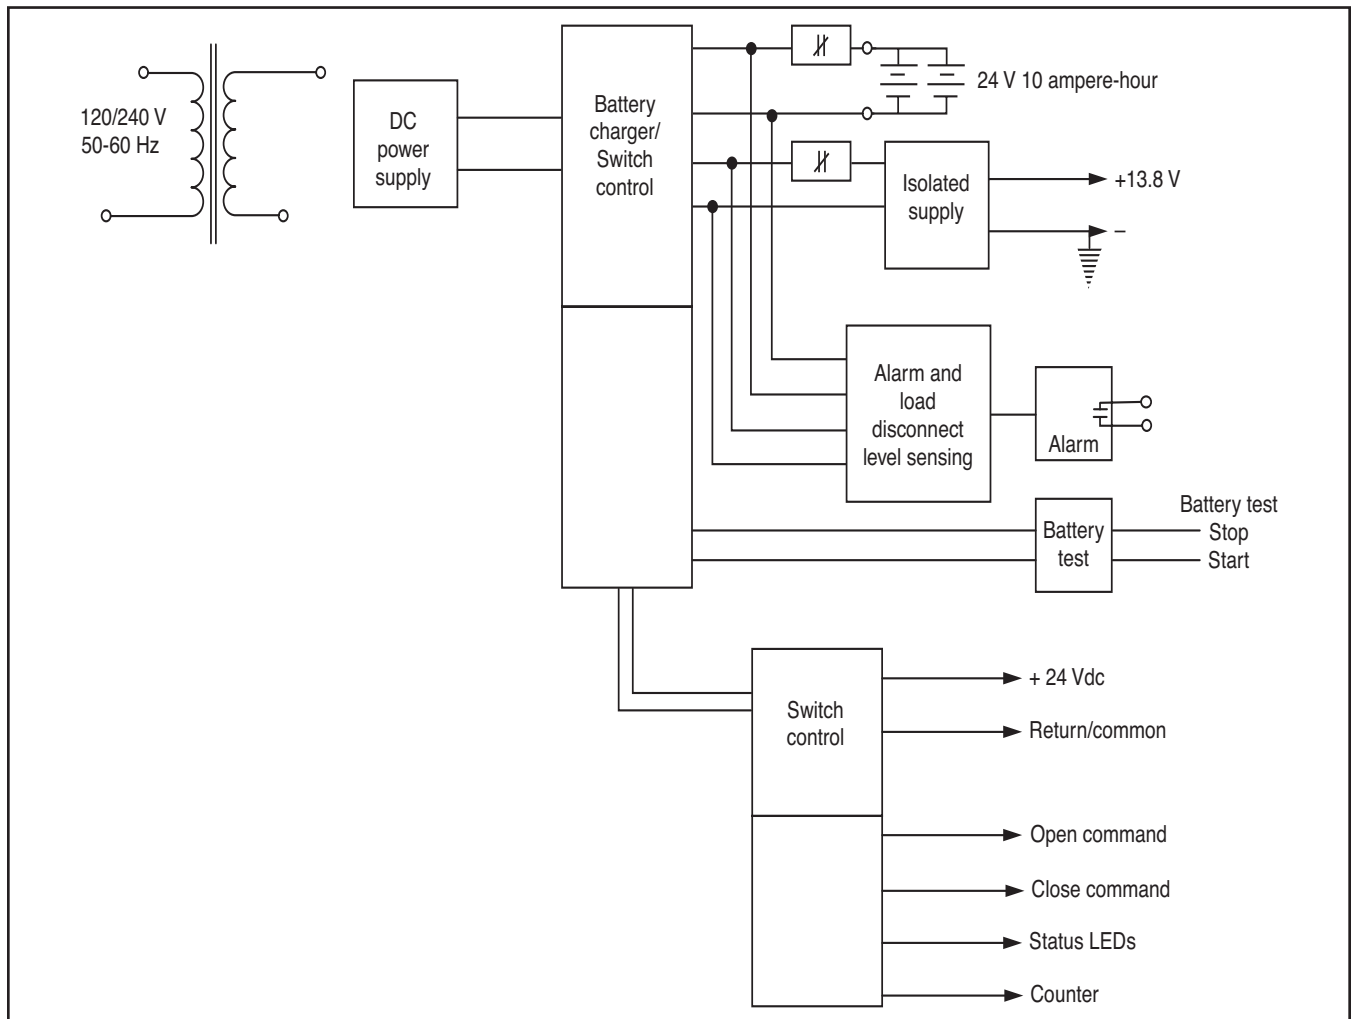 120/240 V
50-60 Hz
DC
power
supply
Battery
charger/
Switch
control
24 V 10 ampere-hour
Isolated
supply
+13.8 V
–
Alarm and
load
disconnect
level sensing
Alarm
Battery
test
Battery test
Stop
Start
Switch
control
+ 24 Vdc
Return/common
Open command
Close command
Status LEDs
Counter